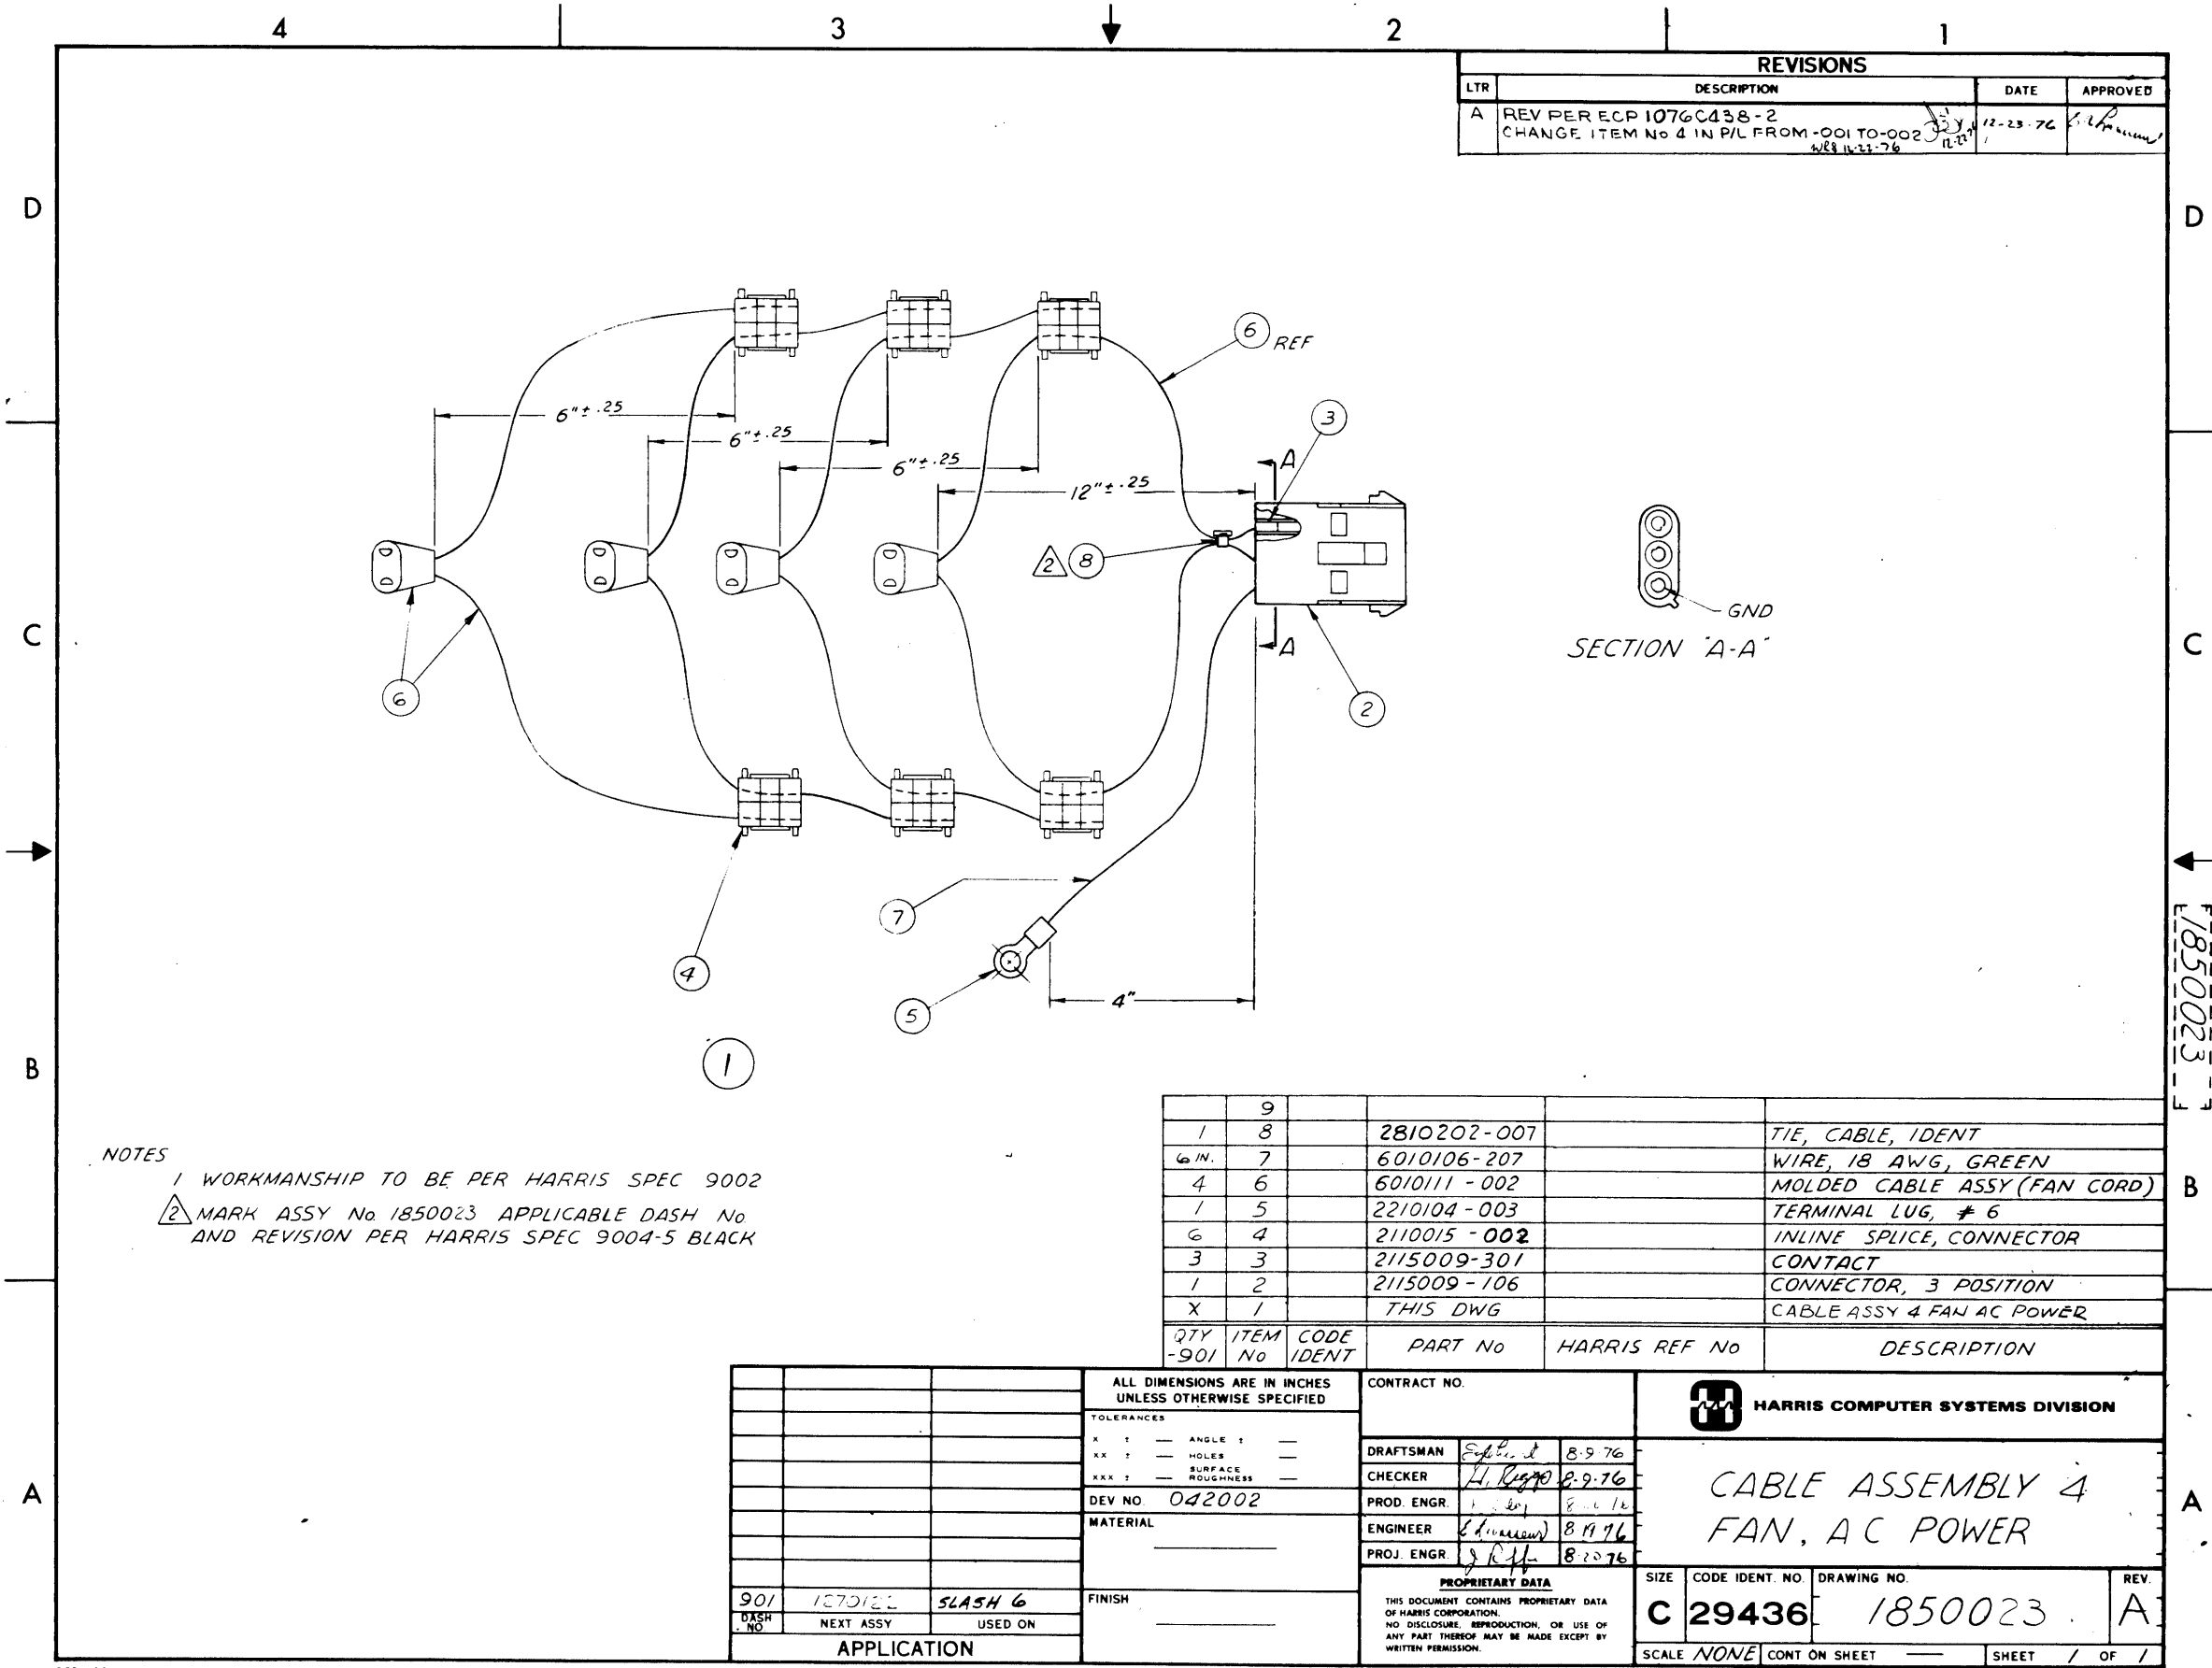 4 3 2 1
REVISIONS
LTR DESCRIPTION DATE APPROVED
A REV PER ECP 1076C438-2 12-23-76
CHANGE ITEM No 4 IN P/L FROM -001 TO -002
12-22-76
D D
6 REF
3
6" ± .25
6" ± .25
6" ± .25
12" ± .25
A
2 8
GND
C C
A
SECTION "A-A"
6
2
7
4
5
4"
1850023
1
B B
NOTES
1 WORKMANSHIP TO BE PER HARRIS SPEC 9002
2 MARK ASSY No. 1850023 APPLICABLE DASH No.
AND REVISION PER HARRIS SPEC 9004-5 BLACK
9
1 8 2810202-007 TIE, CABLE, IDENT
6 IN. 7 6010106-207 WIRE, 18 AWG, GREEN
4 6 6010111-002 MOLDED CABLE ASSY (FAN CORD)
1 5 2210104-003 TERMINAL LUG, # 6
6 4 2110015-002 INLINE SPLICE, CONNECTOR
3 3 2115009-301 CONTACT
1 2 2115009-106 CONNECTOR, 3 POSITION
X 1 THIS DWG CABLE ASSY 4 FAN AC POWER
QTY -901 ITEM No CODE IDENT PART No HARRIS REF No DESCRIPTION
ALL DIMENSIONS ARE IN INCHES
UNLESS OTHERWISE SPECIFIED
TOLERANCES
X ± — ANGLE ± —
XX ± — HOLES —
XXX ± — SURFACE ROUGHNESS —
DEV NO. 042002
MATERIAL
FINISH
CONTRACT NO.
DRAFTSMAN 8-9-76
CHECKER H. Riggo 8-9-76
PROD. ENGR.
ENGINEER 8 19 76
PROJ. ENGR. 8-20-76
PROPRIETARY DATA
THIS DOCUMENT CONTAINS PROPRIETARY DATA
OF HARRIS CORPORATION.
NO DISCLOSURE, REPRODUCTION, OR USE OF
ANY PART THEREOF MAY BE MADE EXCEPT BY
WRITTEN PERMISSION.
HARRIS COMPUTER SYSTEMS DIVISION
CABLE ASSEMBLY 4
FAN, AC POWER
A A
901 SLASH 6
DASH NO NEXT ASSY USED ON
APPLICATION
SIZE CODE IDENT. NO. DRAWING NO. REV.
C 29436 1850023 A
SCALE NONE CONT ON SHEET — SHEET 1 OF 1